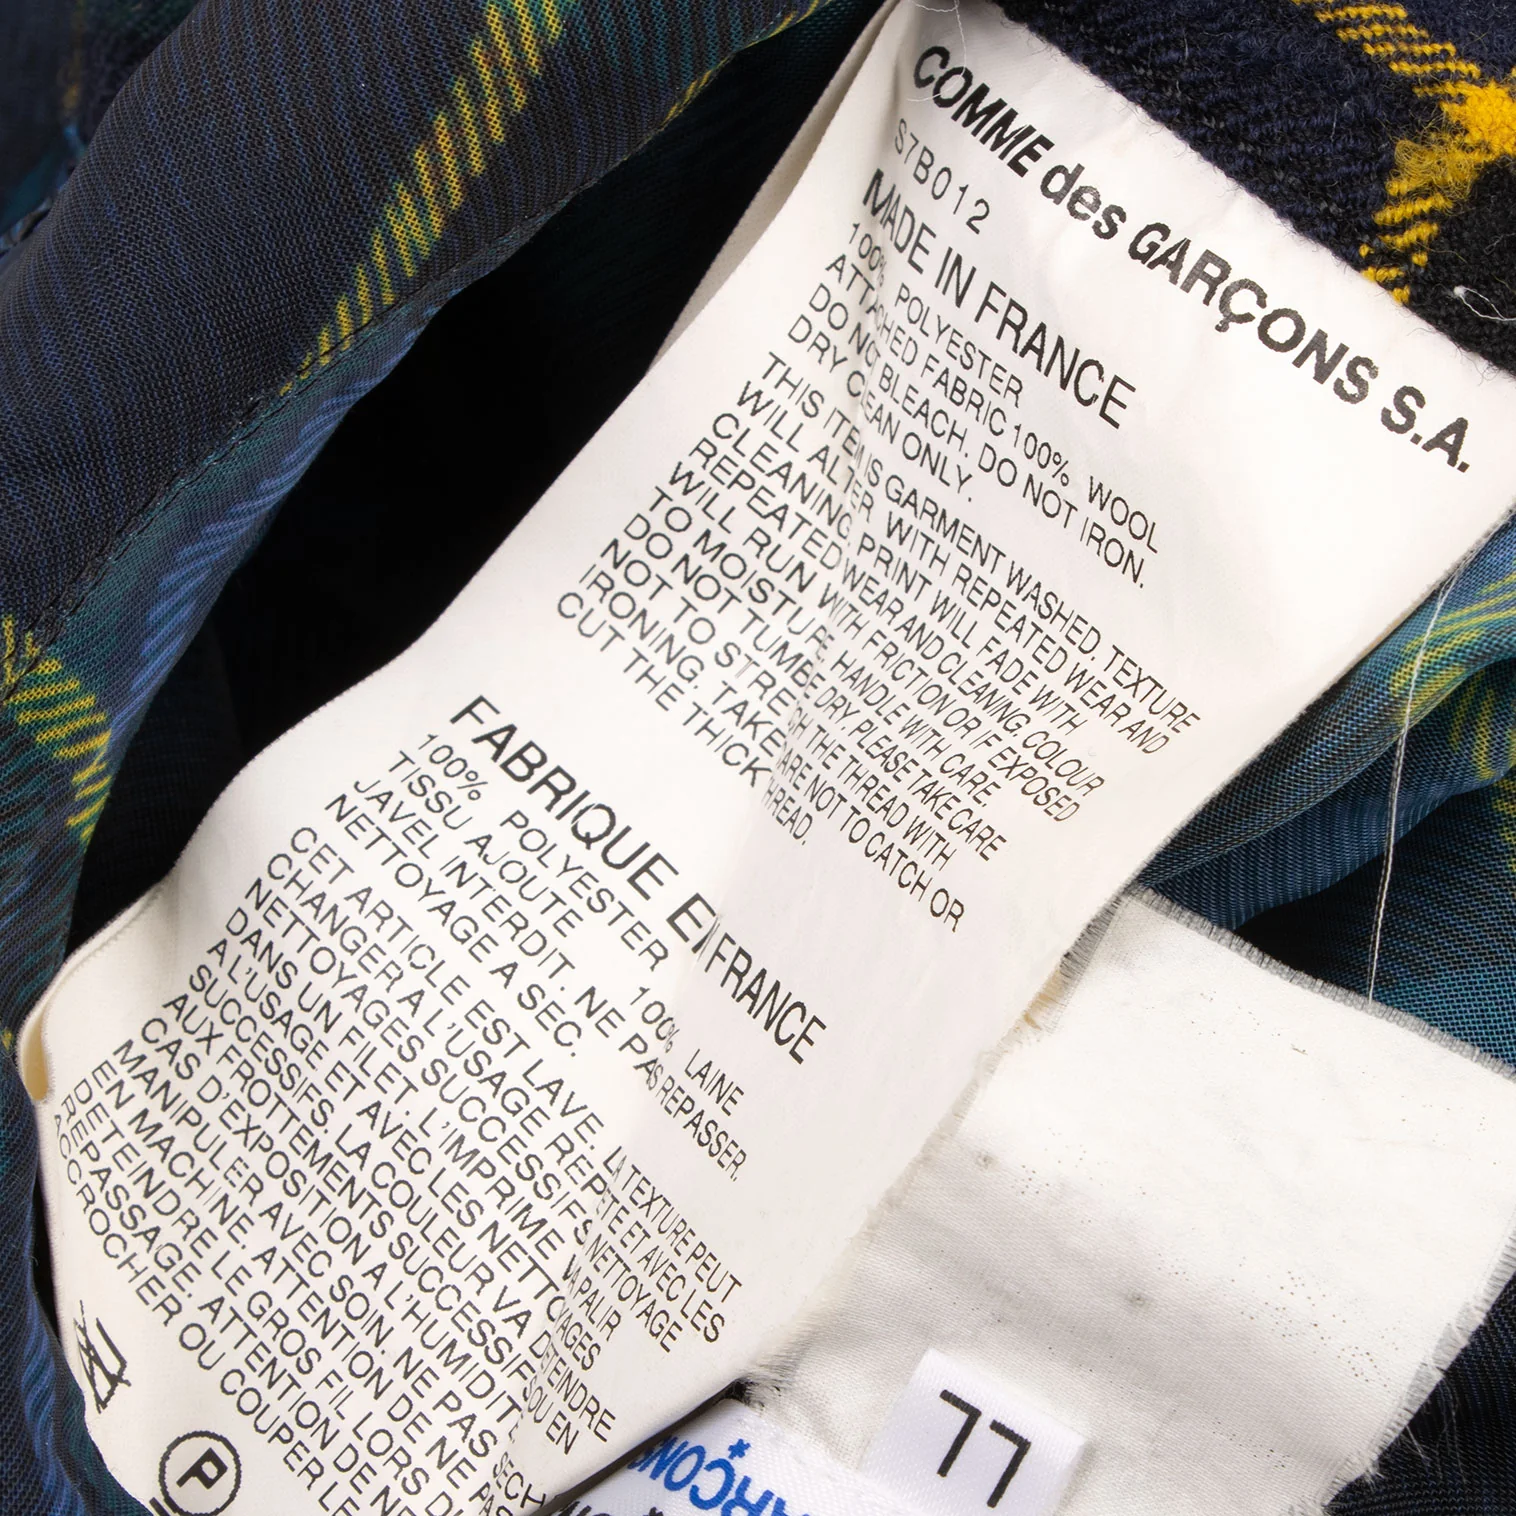 COMME des GARÇONS S.A.
S7B012
MADE IN FRANCE
100% POLYESTER
ATTACHED FABRIC 100% WOOL
DO NOT BLEACH. DO NOT IRON.
DRY CLEAN ONLY.
THIS ITEM IS GARMENT WASHED. TEXTURE
WILL ALTER WITH REPEATED WEAR AND
CLEANING. PRINT WILL FADE WITH
REPEATED WEAR AND CLEANING. COLOUR
WILL RUN WITH FRICTION OR IF EXPOSED
TO MOISTURE HANDLE WITH CARE.
DO NOT TUMBLE DRY. PLEASE TAKE CARE
NOT TO STRETCH THE THREAD WITH
IRONING. TAKE CARE NOT TO CATCH OR
CUT THE THICK THREAD.
FABRIQUE EN FRANCE
100% POLYESTER
TISSU AJOUTE 100% LAINE
JAVEL INTERDIT. NE PAS REPASSER.
NETTOYAGE A SEC.
CET ARTICLE EST LAVE. LA TEXTURE PEUT
CHANGER A L'USAGE REPETE ET AVEC LES
NETTOYAGES SUCCESSIFS. NETTOYAGE
DANS UN FILET. L'IMPRIME VA PALIR
A L'USAGE ET AVEC LES NETTOYAGES
SUCCESSIFS. LA COULEUR VA DETEINDRE
AUX FROTTEMENTS SUCCESSIFS OU EN
CAS D'EXPOSITION A L'HUMIDITE
MANIPULER AVEC SOIN. NE PAS SECH
EN MACHINE. ATTENTION DE NE PAS
DETEINDRE LE GROS FIL LORS DU
REPASSAGE. ATTENTION DE NE
ACCROCHER OU COUPER LE
P
GARÇONS
LL